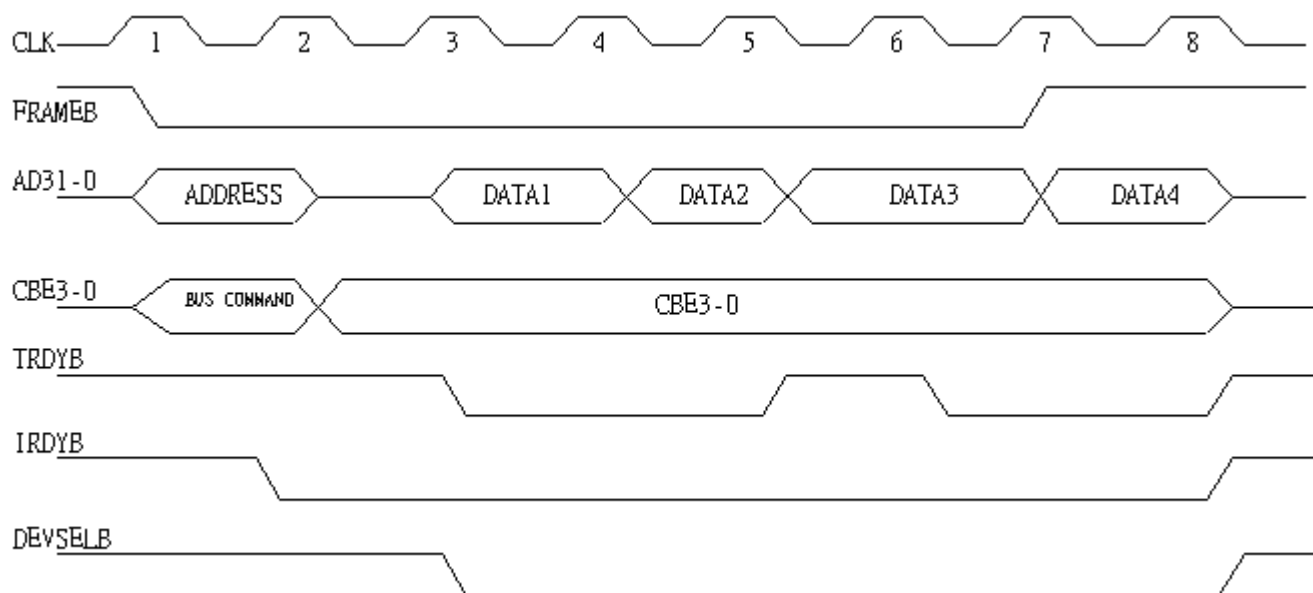 CLK 1 2 3 4 5 6 7 8
FRAMEB
AD31-0 ADDRESS DATA1 DATA2 DATA3 DATA4
CBE3-0 BUS COMMAND CBE3-0
TRDYB
IRDYB
DEVSELB